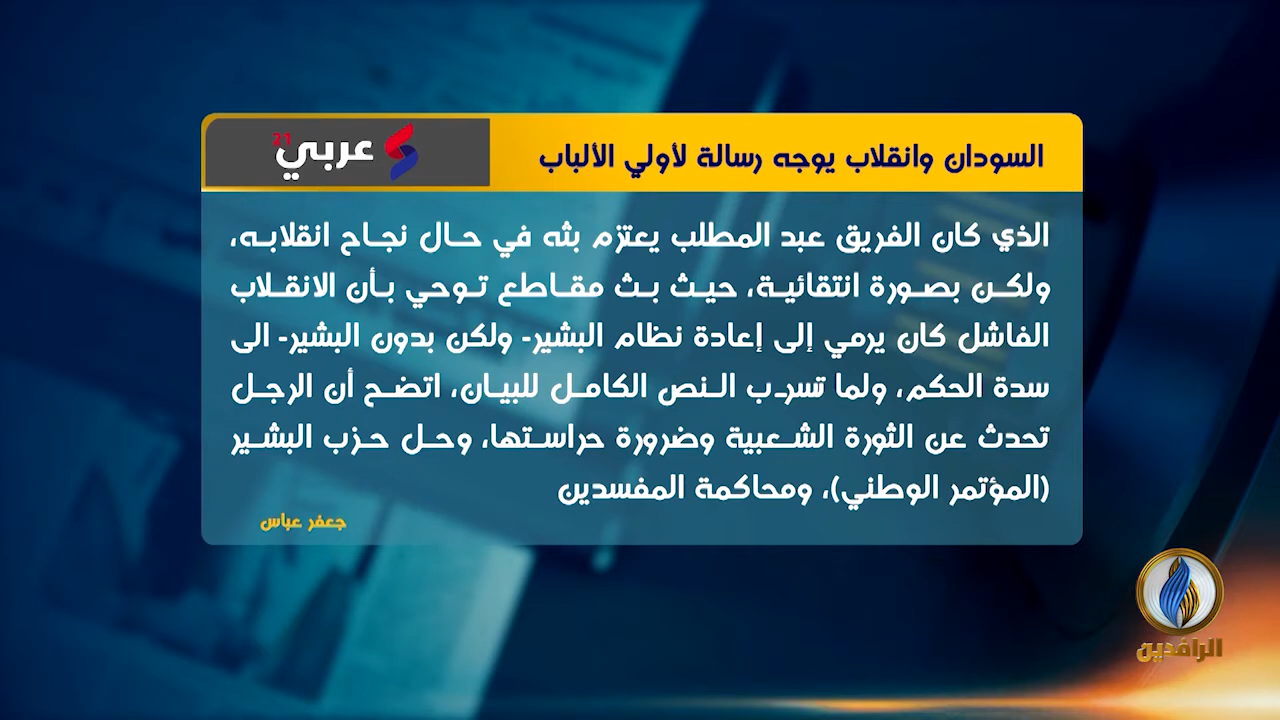 السودان وانقلاب يوجه رسالة لأولي الألباب
عربي 21
الذي كان الفريق عبد المطلب يعتزم بثه في حال نجاح انقلابه،
ولكن بصورة انتقائية، حيث بث مقاطع توحي بأن الانقلاب
الفاشل كان يرمي إلى إعادة نظام البشير- ولكن بدون البشير- الى
سدة الحكم، ولما تسرب النص الكامل للبيان، اتضح أن الرجل
تحدث عن الثورة الشعبية وضرورة حراستها، وحل حزب البشير
(المؤتمر الوطني)، ومحاكمة المفسدين
جعفر عباس
الرافدين